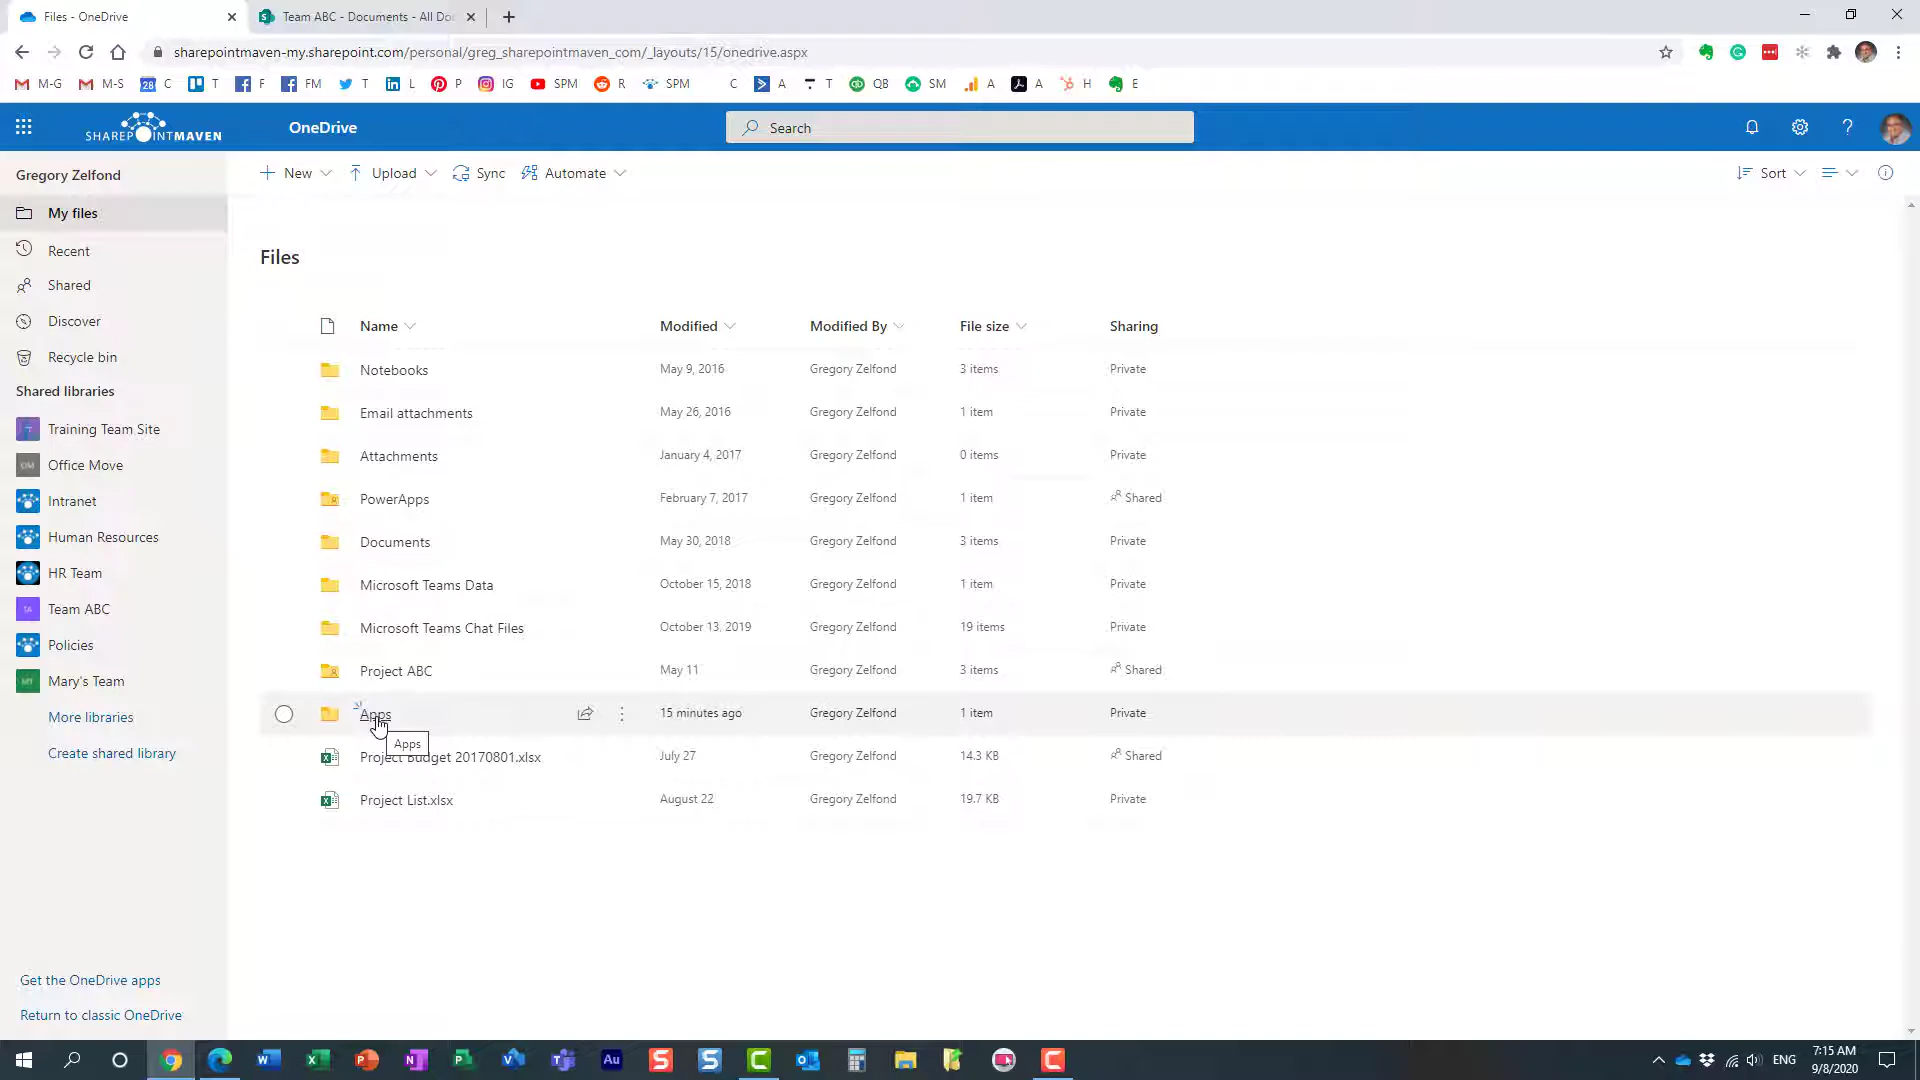 Files - OneDrive
Team ABC - Documents - All Do
sharepointmaven-my.sharepoint.com/personal/greg_sharepointmaven_com/_layouts/15/onedrive.aspx
M-G M-S 28 C T F FM T L P IG SPM R SPM C A T QB SM A A H E
SHAREPOINTMAVEN OneDrive Search
Gregory Zelfond
New Upload Sync Automate Sort
My files
Recent
Shared
Discover
Recycle bin
Shared libraries
Training Team Site
OM Office Move
Intranet
Human Resources
HR Team
TA Team ABC
Policies
MT Mary's Team
More libraries
Create shared library
Get the OneDrive apps
Return to classic OneDrive
Files
Name Modified Modified By File size Sharing
Notebooks May 9, 2016 Gregory Zelfond 3 items Private
Email attachments May 26, 2016 Gregory Zelfond 1 item Private
Attachments January 4, 2017 Gregory Zelfond 0 items Private
PowerApps February 7, 2017 Gregory Zelfond 1 item Shared
Documents May 30, 2018 Gregory Zelfond 3 items Private
Microsoft Teams Data October 15, 2018 Gregory Zelfond 1 item Private
Microsoft Teams Chat Files October 13, 2019 Gregory Zelfond 19 items Private
Project ABC May 11 Gregory Zelfond 3 items Shared
Apps 15 minutes ago Gregory Zelfond 1 item Private
Apps
Project Budget 20170801.xlsx July 27 Gregory Zelfond 14.3 KB Shared
Project List.xlsx August 22 Gregory Zelfond 19.7 KB Private
ENG 7:15 AM
9/8/2020